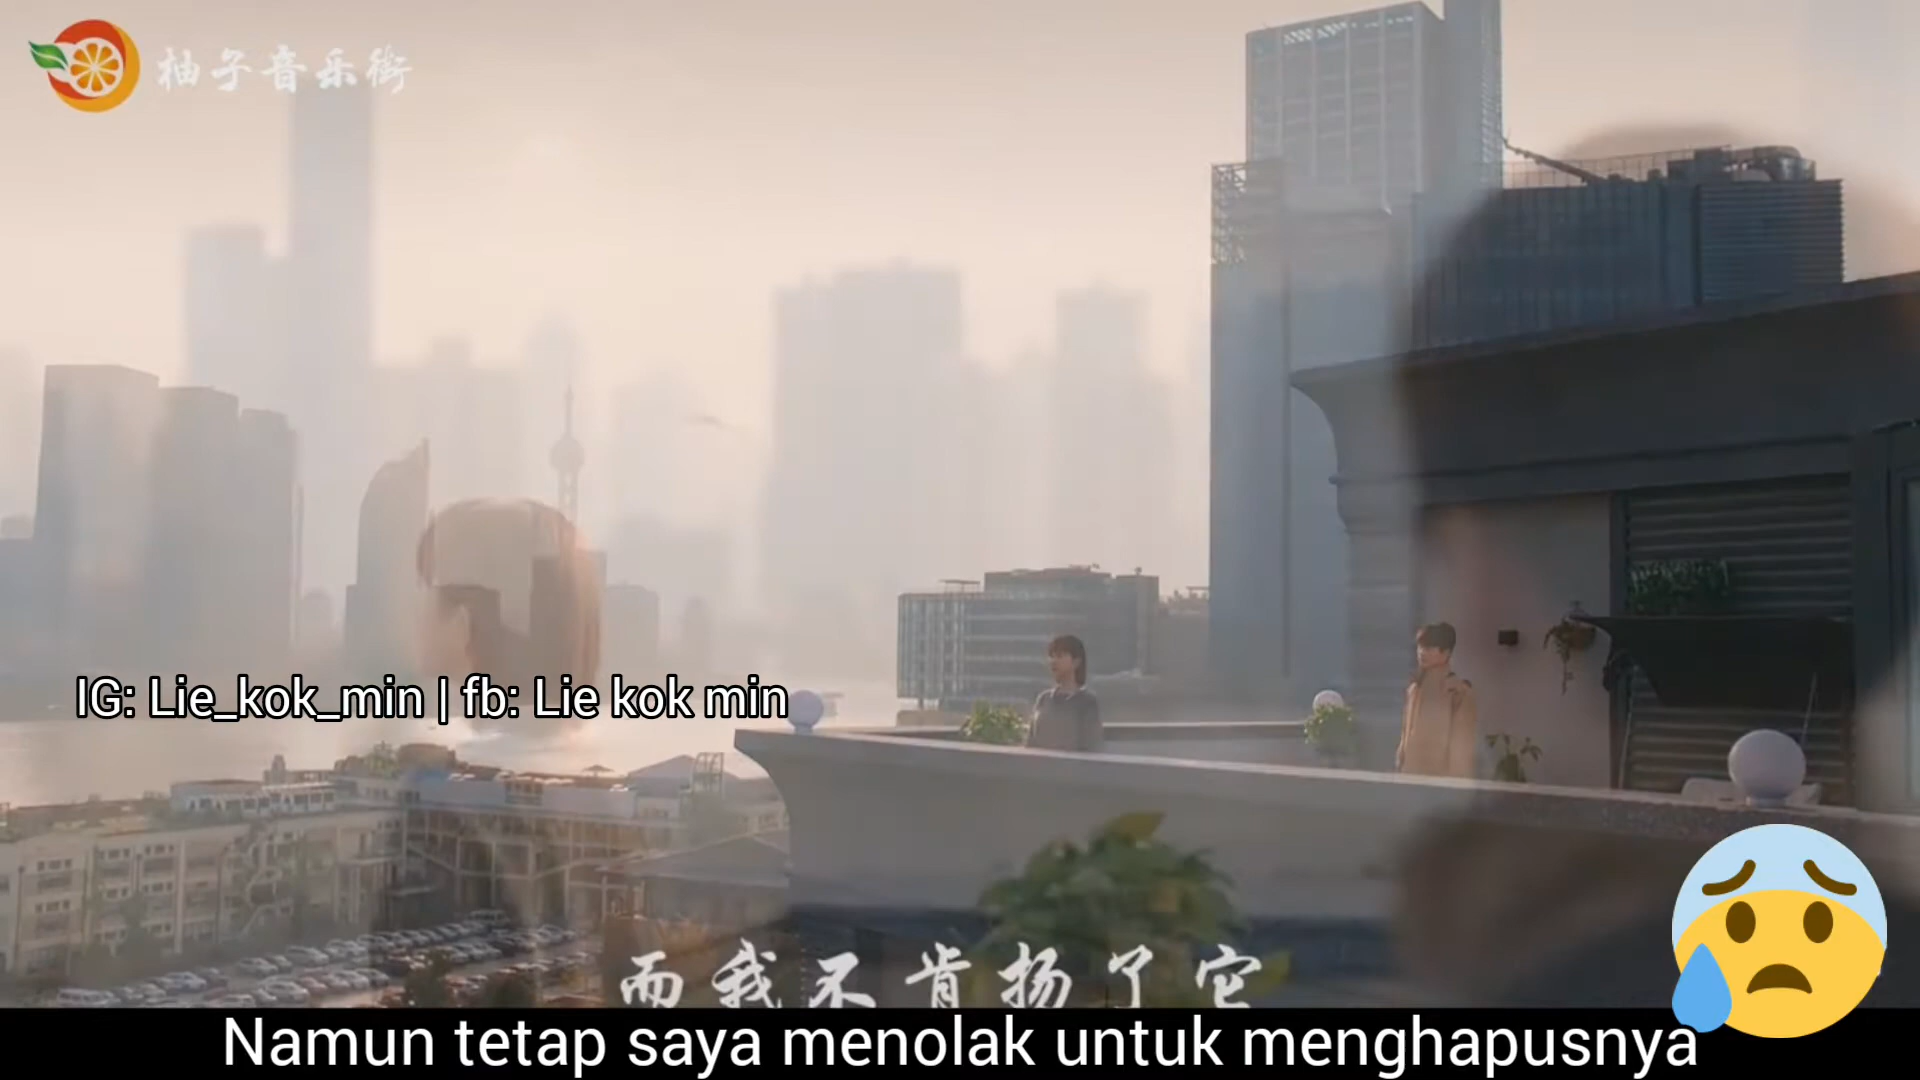 柚子音乐街
IG: Lie_kok_min | fb: Lie kok min
而我不肯扬了它
Namun tetap saya menolak untuk menghapusnya